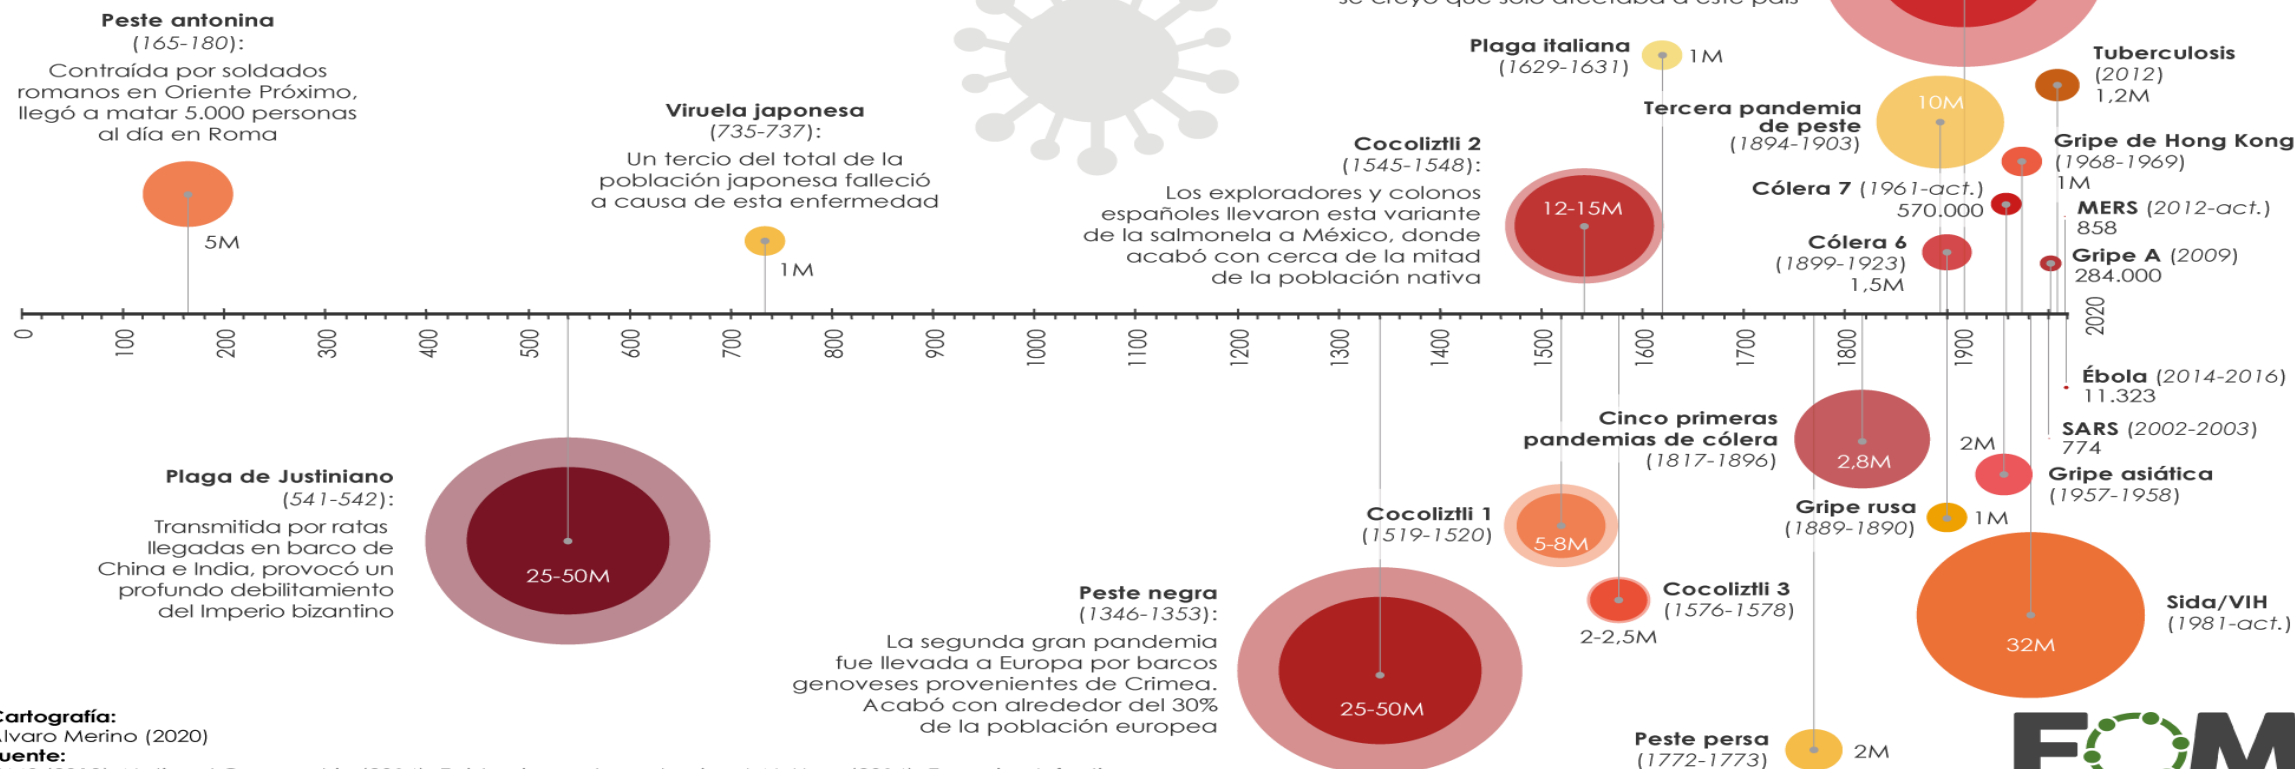 Peste antonina
(165-180):
Contraída por soldados
romanos en Oriente Próximo,
llegó a matar 5.000 personas
al día en Roma
5M
Viruela japonesa
(735-737):
Un tercio del total de la
población japonesa falleció
a causa de esta enfermedad
1M
Cocoliztli 2
(1545-1548):
Los exploradores y colonos
españoles llevaron esta variante
de la salmonela a México, donde
acabó con cerca de la mitad
de la población nativa
12-15M
se creyó que solo afectaba a este país
Plaga italiana
(1629-1631)
1M
Tercera pandemia
de peste
(1894-1903)
10M
Cólera 7 (1961-act.)
570.000
Cólera 6
(1899-1923)
1,5M
Tuberculosis
(2012)
1,2M
Gripe de Hong Kong
(1968-1969)
1M
MERS (2012-act.)
858
Gripe A (2009)
284.000
0
100
200
300
400
500
600
700
800
900
1000
1100
1200
1300
1400
1500
1600
1700
1800
1900
2020
Plaga de Justiniano
(541-542):
Transmitida por ratas
llegadas en barco de
China e India, provocó un
profundo debilitamiento
del Imperio bizantino
25-50M
Peste negra
(1346-1353):
La segunda gran pandemia
fue llevada a Europa por barcos
genoveses provenientes de Crimea.
Acabó con alrededor del 30%
de la población europea
25-50M
Cocoliztli 1
(1519-1520)
5-8M
Cocoliztli 3
(1576-1578)
2-2,5M
Cinco primeras
pandemias de cólera
(1817-1896)
2,8M
Gripe rusa
(1889-1890)
1M
Peste persa
(1772-1773)
2M
Ébola (2014-2016)
11.323
SARS (2002-2003)
774
2M
Gripe asiática
(1957-1958)
Sida/VIH
(1981-act.)
32M
Cartografía:
Álvaro Merino (2020)
uente:
EOM